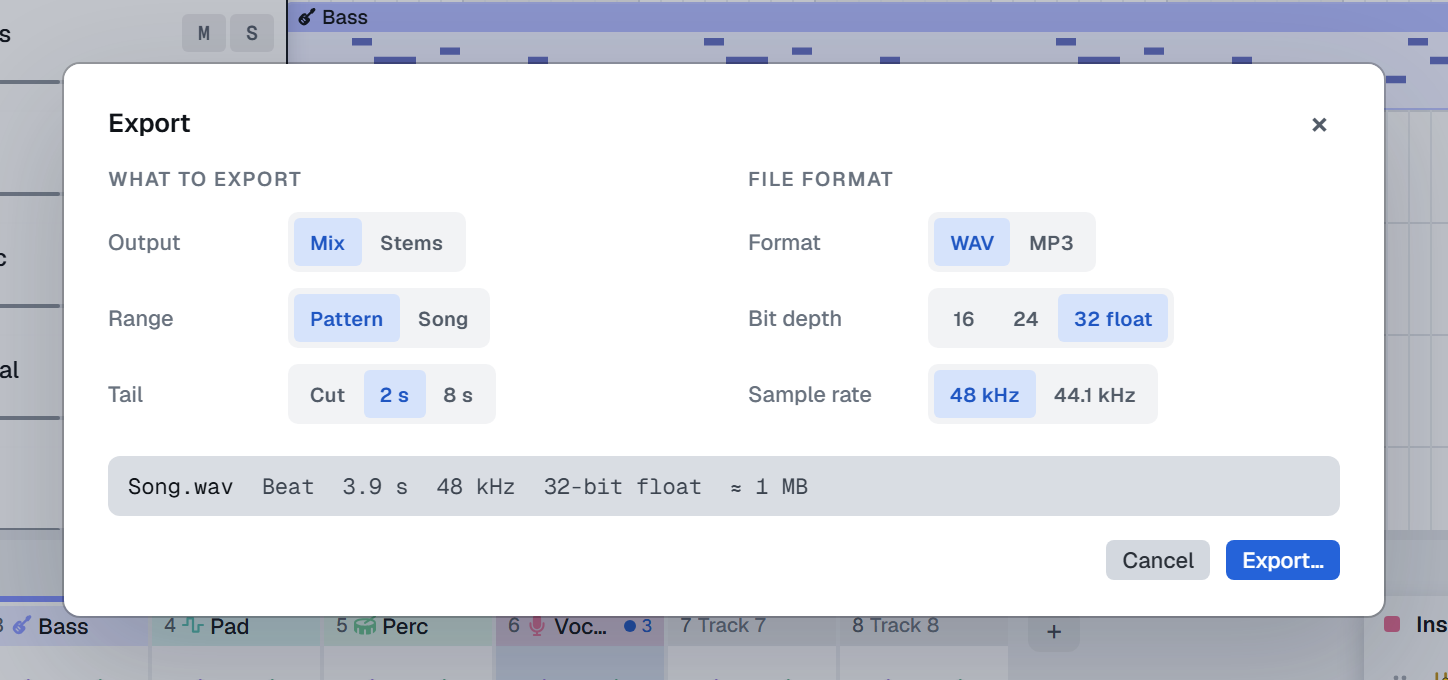 s
M S
Bass
Export
×
WHAT TO EXPORT
FILE FORMAT
Output
Mix Stems
Format
WAV MP3
Range
Pattern Song
Bit depth
16 24 32 float
Tail
Cut 2 s 8 s
Sample rate
48 kHz 44.1 kHz
c
al
Song.wav Beat 3.9 s 48 kHz 32-bit float ≈ 1 MB
Cancel Export…
Bass
4 Pad
5 Perc
6 Voc… 3
7 Track 7
8 Track 8
+
Ins